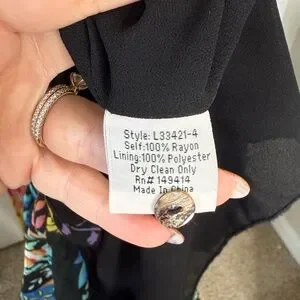 Style: L33421-4
Self:100% Rayon
Lining:100% Polyester
Dry Clean Only
Rn# 149414
Made In China